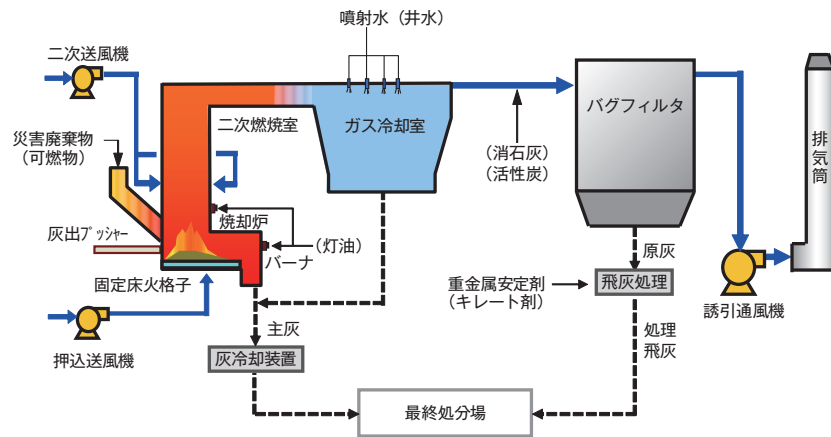 噴射水（井水）
二次送風機
二次燃焼室
ガス冷却室
バグフィルタ
排気筒
災害廃棄物
（可燃物）
（消石灰）
（活性炭）
灰出プッシャー
焼却炉
（灯油）
バーナ
原灰
固定床火格子
重金属安定剤
（キレート剤）
飛灰処理
誘引通風機
押込送風機
主灰
処理
飛灰
灰冷却装置
最終処分場